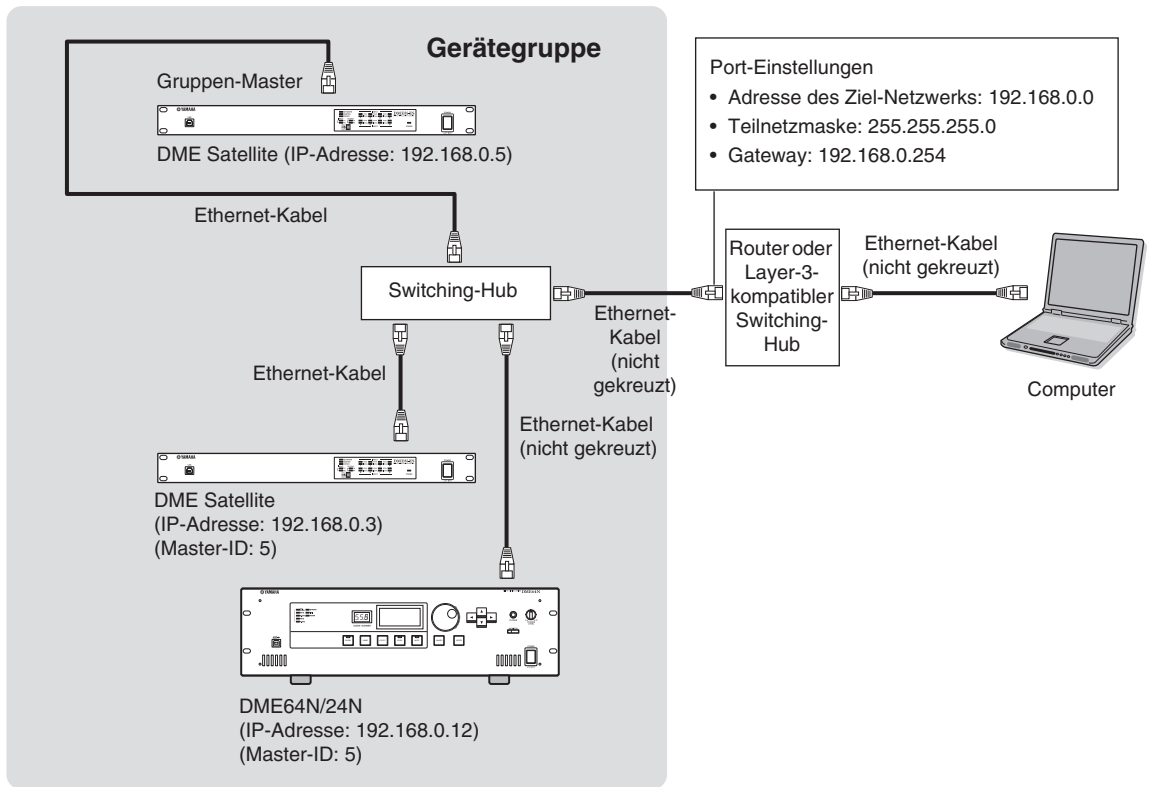 Gerätegruppe
Gruppen-Master
YAMAHA
DME Satellite (IP-Adresse: 192.168.0.5)
Ethernet-Kabel
Port-Einstellungen
• Adresse des Ziel-Netzwerks: 192.168.0.0
• Teilnetzmaske: 255.255.255.0
• Gateway: 192.168.0.254
Switching-Hub
Ethernet-
Kabel
(nicht
gekreuzt)
Router oder
Layer-3-
kompatibler
Switching-
Hub
Ethernet-Kabel
(nicht gekreuzt)
Computer
Ethernet-Kabel
Ethernet-Kabel
(nicht gekreuzt)
YAMAHA
DME Satellite
(IP-Adresse: 192.168.0.3)
(Master-ID: 5)
YAMAHA
DME64N
DME64N/24N
(IP-Adresse: 192.168.0.12)
(Master-ID: 5)